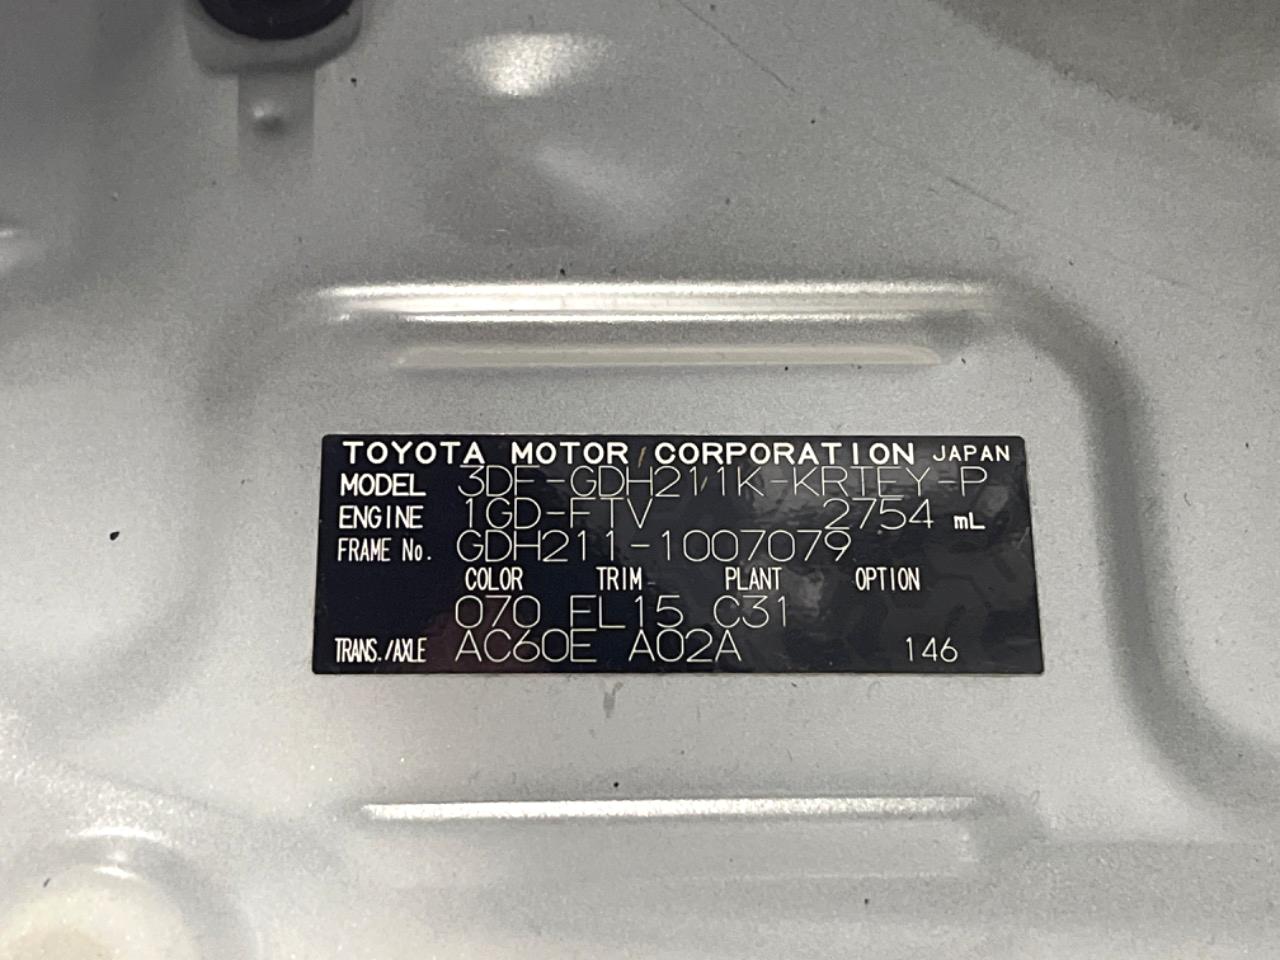 TOYOTA MOTOR CORPORATION JAPAN
MODEL 3DF-GDH211K-KRTEY-P
ENGINE 1GD-FTV 2754 mL
FRAME No. GDH211-1007079
COLOR TRIM PLANT OPTION
070 FL15 C31
TRANS./AXLE AC60E A02A 146